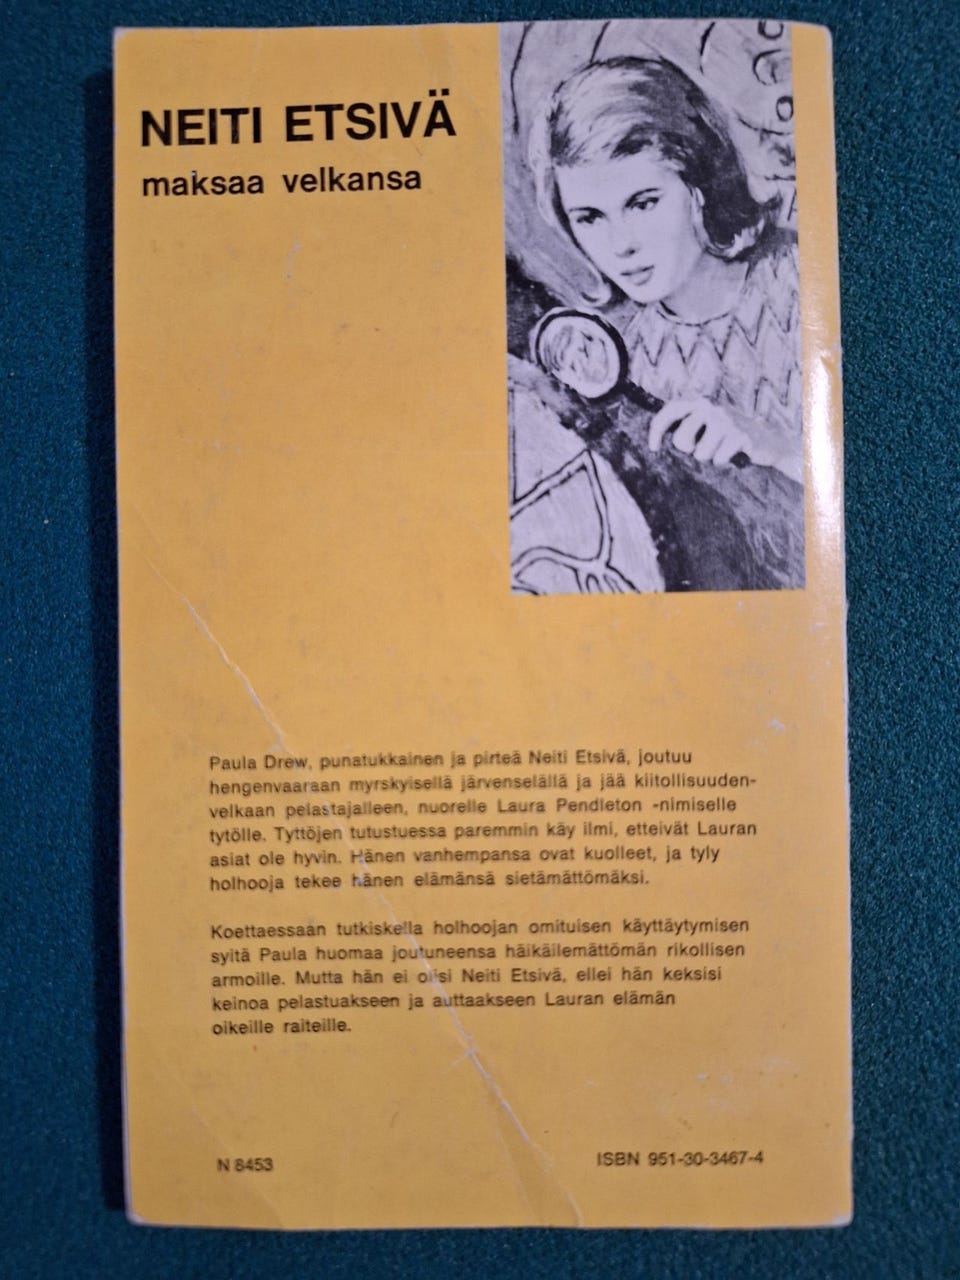 NEITI ETSIVÄ
maksaa velkansa
Paula Drew, punatukkainen ja pirteä Neiti Etsivä, joutuu
hengenvaaraan myrskyisellä järvenselällä ja jää kiitollisuuden-
velkaan pelastajalleen, nuorelle Laura Pendleton -nimiselle
tytölle. Tyttöjen tutustuessa paremmin käy ilmi, etteivät Lauran
asiat ole hyvin. Hänen vanhempansa ovat kuolleet, ja tyly
holhooja tekee hänen elämänsä sietämättömäksi.
Koettaessaan tutkiskella holhoojan omituisen käyttäytymisen
syitä Paula huomaa joutuneensa häikäilemättömän rikollisen
armoille. Mutta hän ei olisi Neiti Etsivä, ellei hän keksisi
keinoa pelastuakseen ja auttaakseen Lauran elämän
oikeille raiteille.
N 8453
ISBN 951-30-3467-4